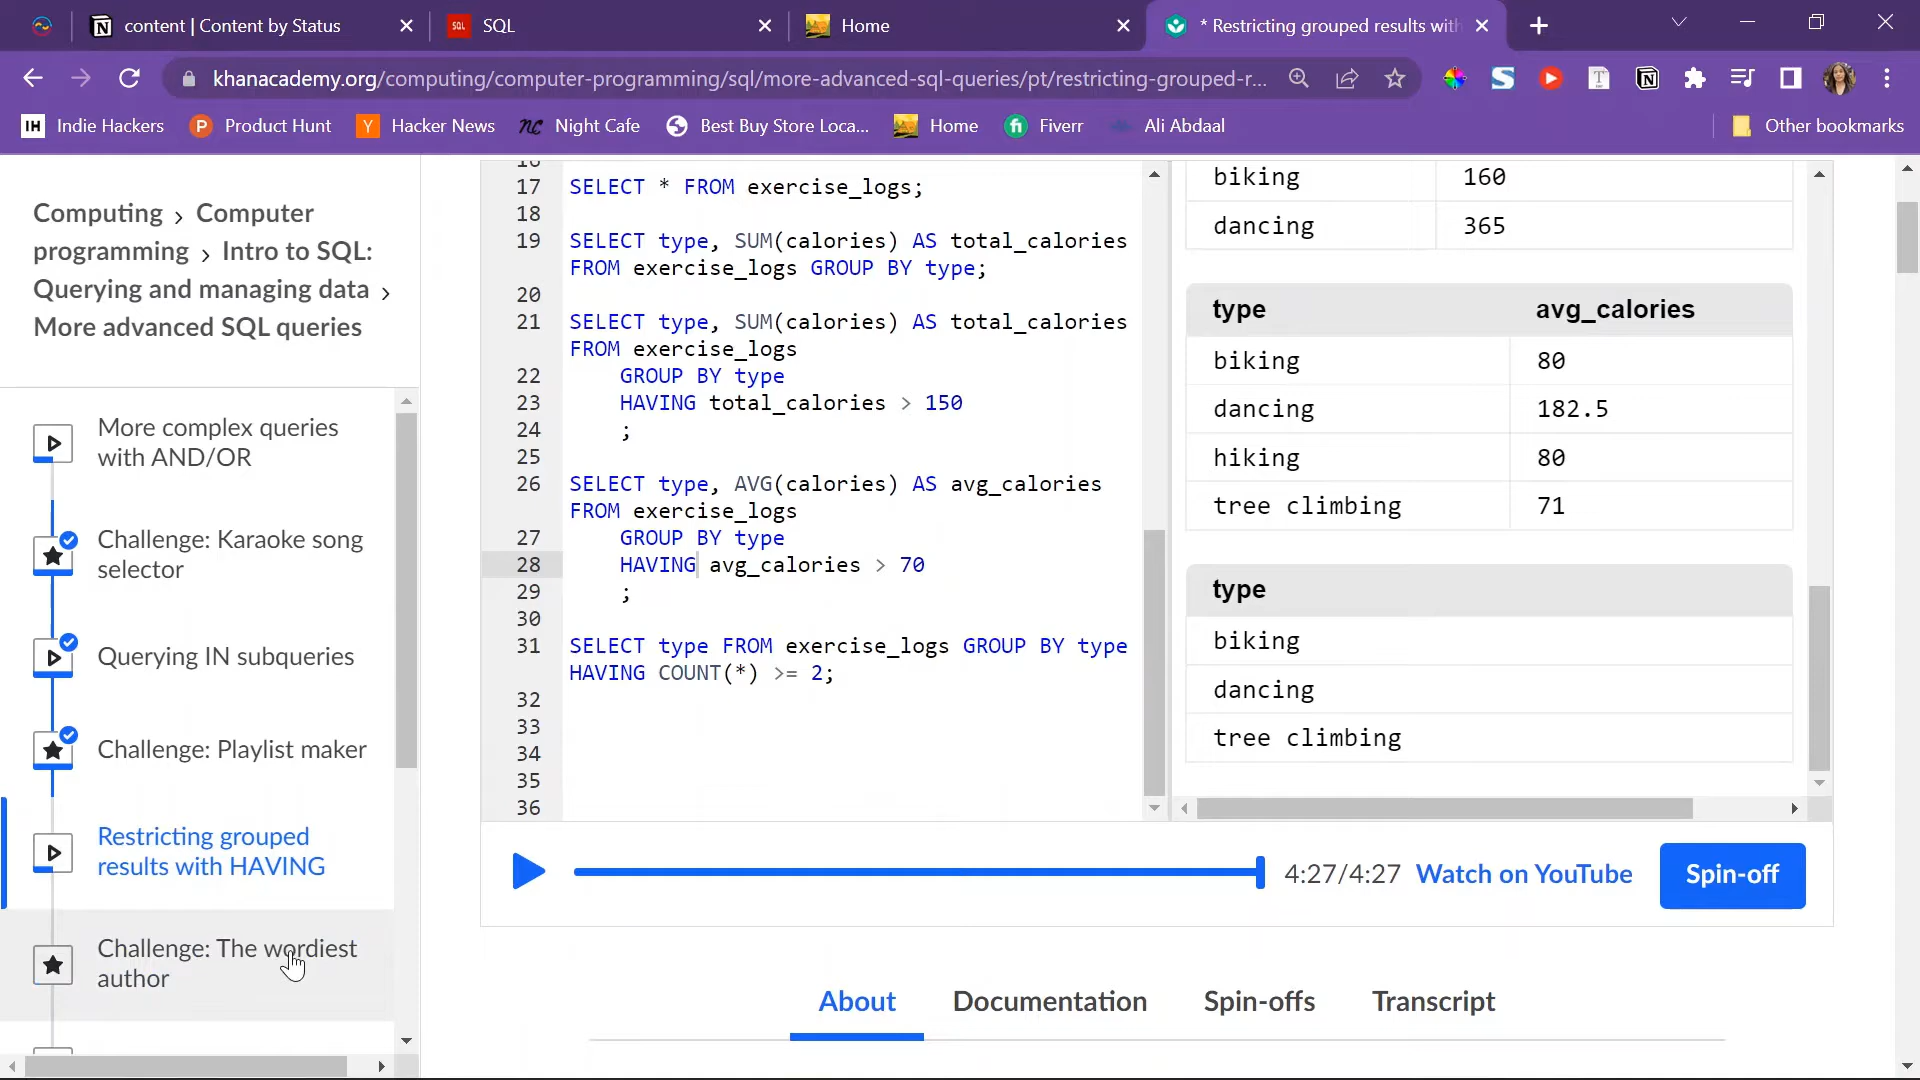 content | Content by Status
SQL
SQL
Home
* Restricting grouped results with
khanacademy.org/computing/computer-programming/sql/more-advanced-sql-queries/pt/restricting-grouped-r...
IH Indie Hackers
P Product Hunt
Y Hacker News
nc Night Cafe
Best Buy Store Loca...
Home
fi Fiverr
Ali Abdaal
Other bookmarks
Computing › Computer
programming › Intro to SQL:
Querying and managing data ›
More advanced SQL queries
More complex queries
with AND/OR
Challenge: Karaoke song
selector
Querying IN subqueries
Challenge: Playlist maker
Restricting grouped
results with HAVING
Challenge: The wordiest
author
16
17 SELECT * FROM exercise_logs;
18
19 SELECT type, SUM(calories) AS total_calories
FROM exercise_logs GROUP BY type;
20
21 SELECT type, SUM(calories) AS total_calories
FROM exercise_logs
22 GROUP BY type
23 HAVING total_calories > 150
24 ;
25
26 SELECT type, AVG(calories) AS avg_calories
FROM exercise_logs
27 GROUP BY type
28 HAVING avg_calories > 70
29 ;
30
31 SELECT type FROM exercise_logs GROUP BY type
HAVING COUNT(*) >= 2;
32
33
34
35
36
biking 160
dancing 365
type avg_calories
biking 80
dancing 182.5
hiking 80
tree climbing 71
type
biking
dancing
tree climbing
4:27/4:27 Watch on YouTube Spin-off
About Documentation Spin-offs Transcript